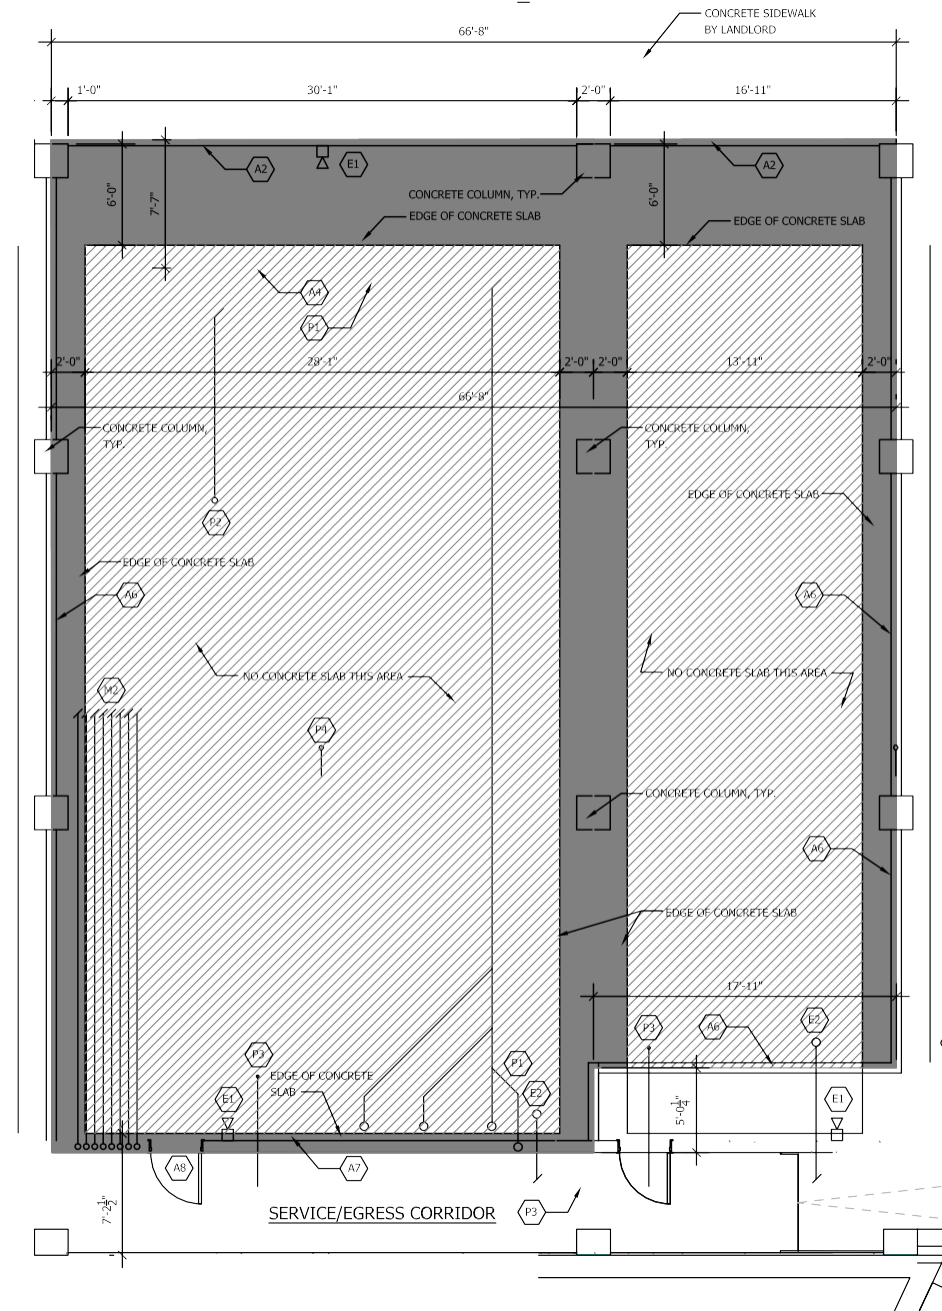 CONCRETE SIDEWALK
BY LANDLORD
66'-8"
1'-0"
30'-1"
2'-0"
16'-11"
A2
E1
A2
6'-0"
7'-7"
6'-0"
CONCRETE COLUMN, TYP.
EDGE OF CONCRETE SLAB
EDGE OF CONCRETE SLAB
A4
P1
2'-0"
28'-1"
2'-0"
2'-0"
13'-11"
2'-0"
66'-8"
CONCRETE COLUMN,
TYP.
CONCRETE COLUMN,
TYP.
EDGE OF CONCRETE SLAB
P2
EDGE OF CONCRETE SLAB
A6
A6
NO CONCRETE SLAB THIS AREA
NO CONCRETE SLAB THIS AREA
M2
P4
CONCRETE COLUMN, TYP.
A6
EDGE OF CONCRETE SLAB
17'-11"
P3
A6
E2
P3
P1
EDGE OF CONCRETE
SLAB
E2
E1
5'-0 1/4"
E1
A8
A7
7'-2 1/2"
SERVICE/EGRESS CORRIDOR
P3